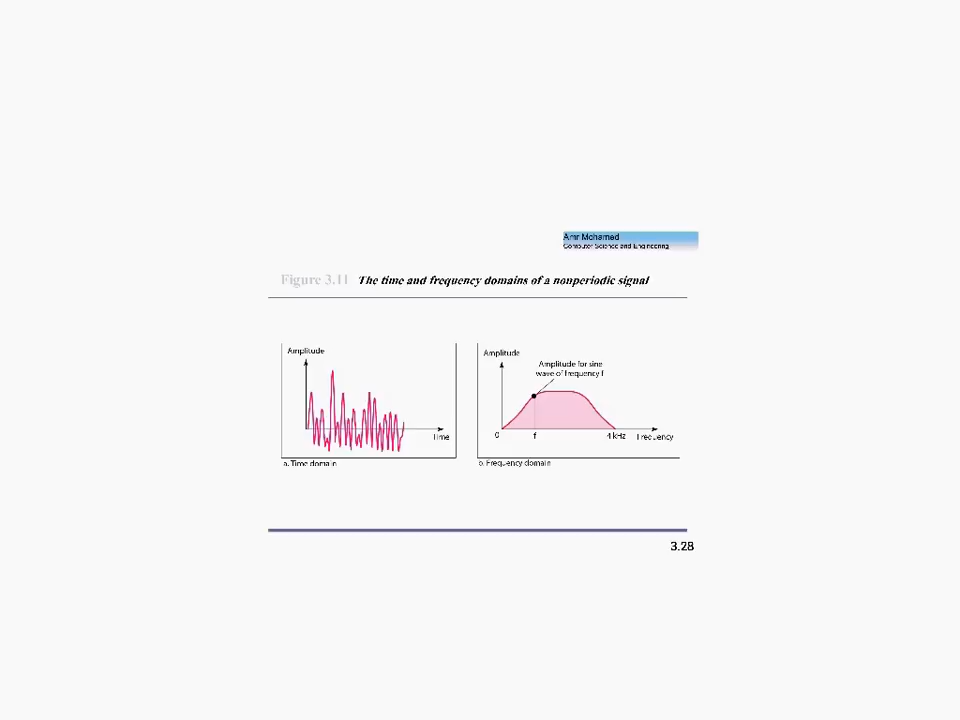 Amr Mohamed
Computer Science and Engineering
Figure 3.11 The time and frequency domains of a nonperiodic signal
Amplitude
Time
a. Time domain
Amplitude
Amplitude for sine
wave of frequency f
0 f 4 kHz Frequency
b. Frequency domain
3.28